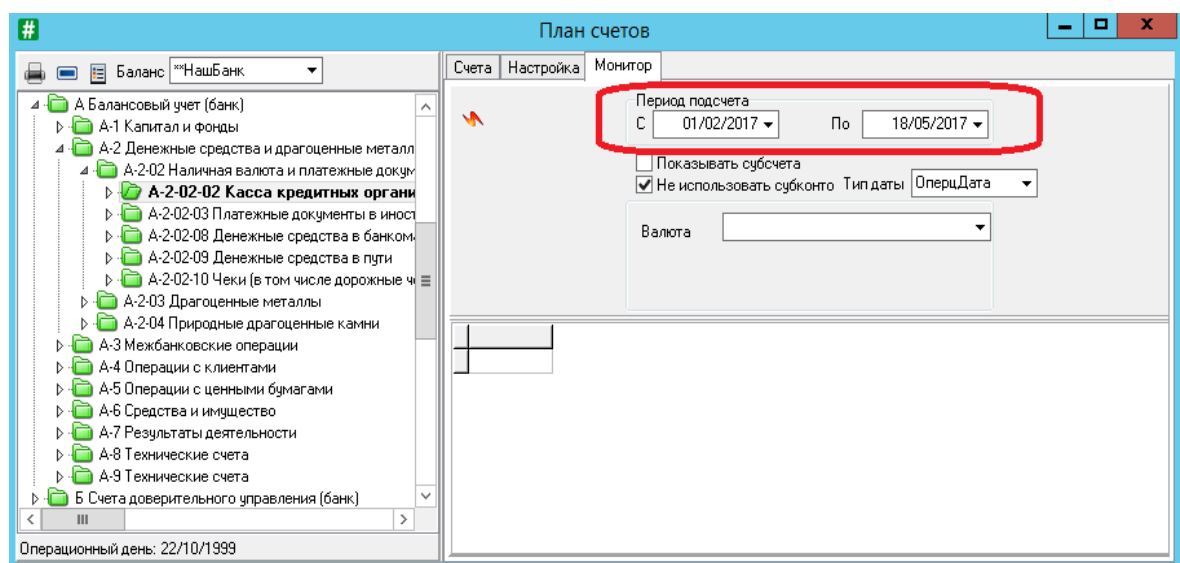 План счетов
Баланс **НашБанк
А Балансовый учет (банк)
А-1 Капитал и фонды
А-2 Денежные средства и драгоценные металл
А-2-02 Наличная валюта и платежные докум
А-2-02-02 Касса кредитных органи
А-2-02-03 Платежные документы в иност
А-2-02-08 Денежные средства в банком
А-2-02-09 Денежные средства в пути
А-2-02-10 Чеки (в том числе дорожные ч
А-2-03 Драгоценные металлы
А-2-04 Природные драгоценные камни
А-3 Межбанковские операции
А-4 Операции с клиентами
А-5 Операции с ценными бумагами
А-6 Средства и имущество
А-7 Результаты деятельности
А-8 Технические счета
А-9 Технические счета
Б Счета доверительного управления (банк)
Операционный день: 22/10/1999
Счета Настройка Монитор
Период подсчета
С 01/02/2017 По 18/05/2017
Показывать субсчета
Не использовать субконто Тип даты ОперцДата
Валюта